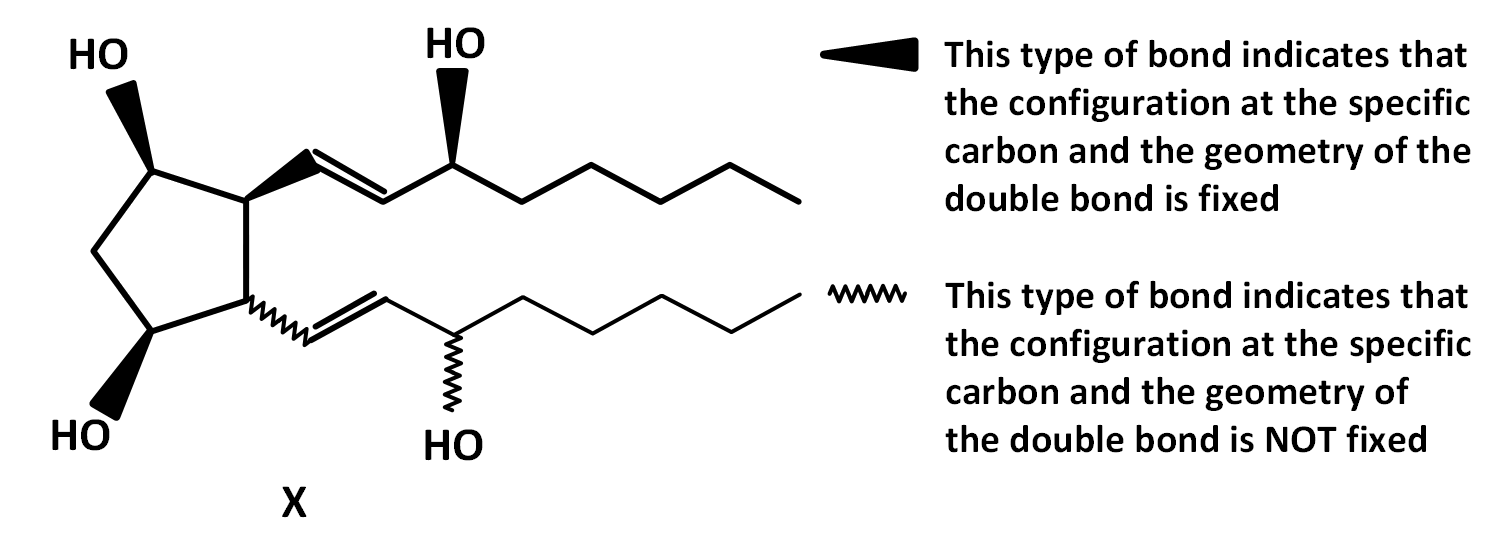 HO
HO
This type of bond indicates that
the configuration at the specific
carbon and the geometry of the
double bond is fixed
This type of bond indicates that
the configuration at the specific
carbon and the geometry of
the double bond is NOT fixed
HO
HO
X